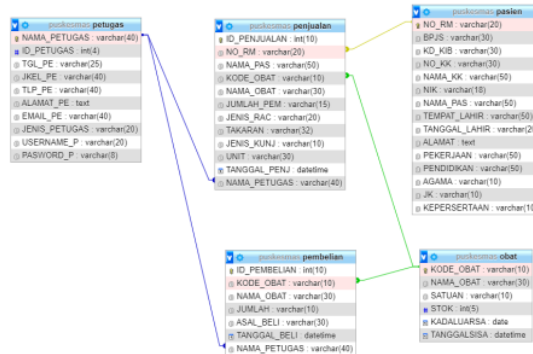 puskesmas petugas
NAMA_PETUGAS : varchar(40)
ID_PETUGAS : int(4)
TGL_PE : varchar(25)
JKEL_PE : varchar(40)
TLP_PE : varchar(40)
ALAMAT_PE : text
EMAIL_PE : varchar(40)
JENIS_PETUGAS : varchar(20)
USERNAME_P : varchar(20)
PASWORD_P : varchar(8)
puskesmas penjualan
ID_PENJUALAN : int(10)
NO_RM : varchar(20)
NAMA_PAS : varchar(50)
KODE_OBAT : varchar(10)
NAMA_OBAT : varchar(30)
JUMLAH_PEM : varchar(15)
JENIS_RAC : varchar(20)
TAKARAN : varchar(32)
JENIS_KUNJ : varchar(10)
UNIT : varchar(30)
TANGGAL_PENJ : datetime
NAMA_PETUGAS : varchar(40)
puskesmas pasien
NO_RM : varchar(20)
BPJS : varchar(30)
KD_KIB : varchar(30)
NO_KK : varchar(30)
NAMA_KK : varchar(50)
NIK : varchar(18)
NAMA_PAS : varchar(50)
TEMPAT_LAHIR : varchar(50)
TANGGAL_LAHIR : varchar(2
ALAMAT : text
PEKERJAAN : varchar(50)
PENDIDIKAN : varchar(50)
AGAMA : varchar(10)
JK : varchar(10)
KEPERSERTAAN : varchar(10
puskesmas pembelian
ID_PEMBELIAN : int(10)
KODE_OBAT : varchar(10)
NAMA_OBAT : varchar(30)
JUMLAH : varchar(10)
ASAL_BELI : varchar(30)
TANGGAL_BELI : datetime
NAMA_PETUGAS : varchar(40)
puskesmas obat
KODE_OBAT : varchar(10)
NAMA_OBAT : varchar(30)
SATUAN : varchar(10)
STOK : int(5)
KADALUARSA : date
TANGGALSISA : datetime